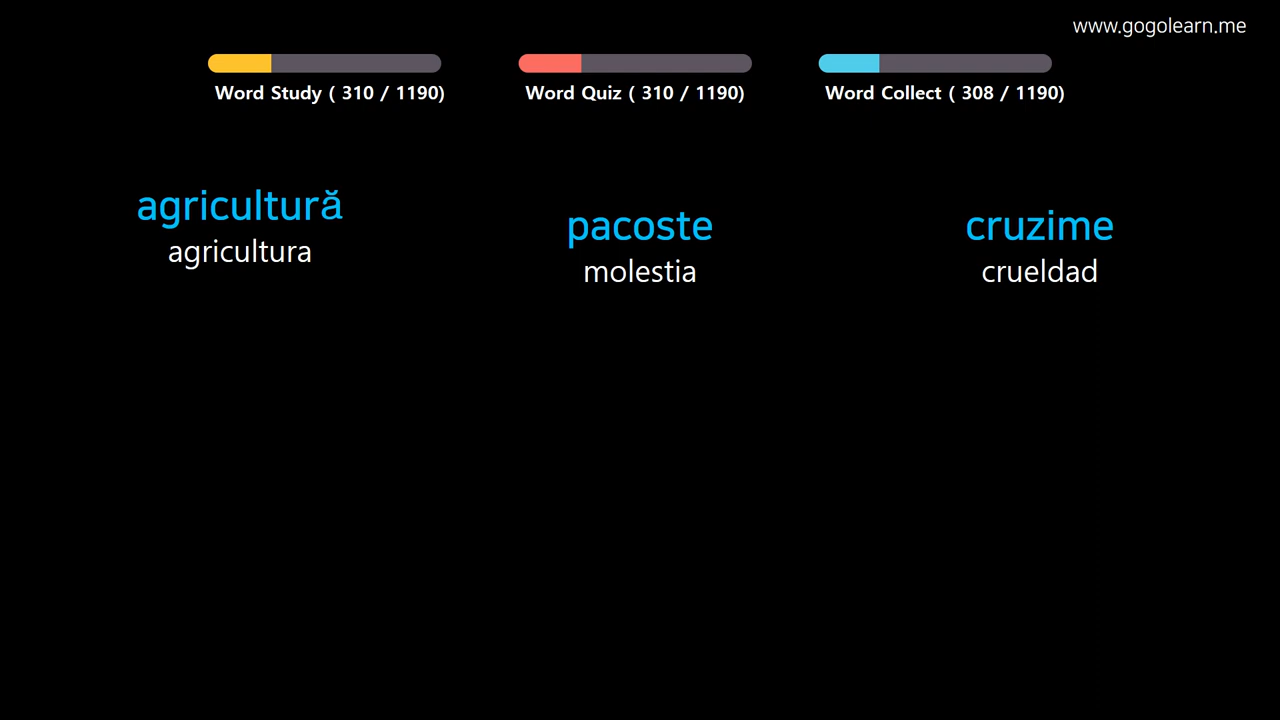 www.gogolearn.me
Word Study ( 310 / 1190)
Word Quiz ( 310 / 1190)
Word Collect ( 308 / 1190)
agricultură
agricultura
pacoste
molestia
cruzime
crueldad